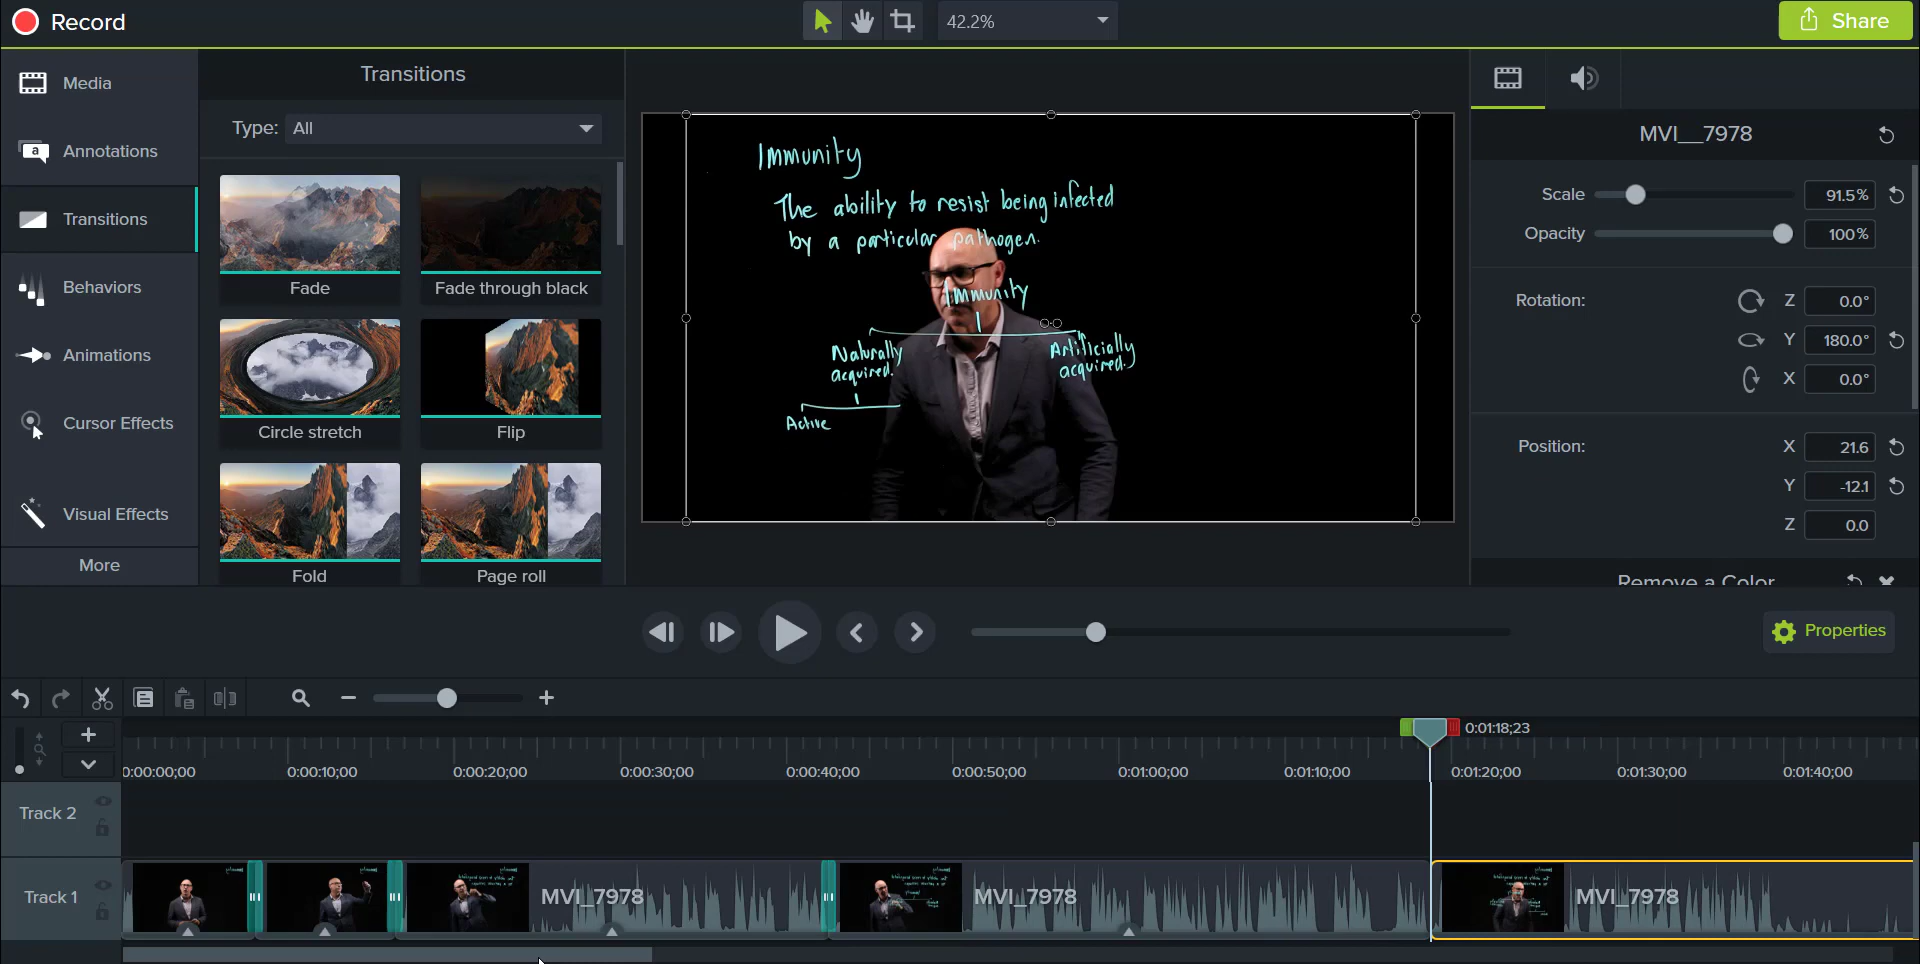 Record
42.2%
Share
Media
Annotations
Transitions
Behaviors
Animations
Cursor Effects
Visual Effects
More
Transitions
Type: All
Fade
Fade through black
Circle stretch
Flip
Fold
Page roll
Immunity
The ability to resist being infected
by a particular pathogen.
Immunity
Naturally
acquired.
Artificially
acquired.
Active
MVI__7978
Scale 91.5%
Opacity 100%
Rotation: Z 0.0°
Y 180.0°
X 0.0°
Position: X 21.6
Y -12.1
Z 0.0
Remove a Color
Properties
0:01:18;23
0:00:00;00 0:00:10;00 0:00:20;00 0:00:30;00 0:00:40;00 0:00:50;00 0:01:00;00 0:01:10;00 0:01:20;00 0:01:30;00 0:01:40;00
Track 2
Track 1
MVI_7978 MVI_7978 MVI_7978